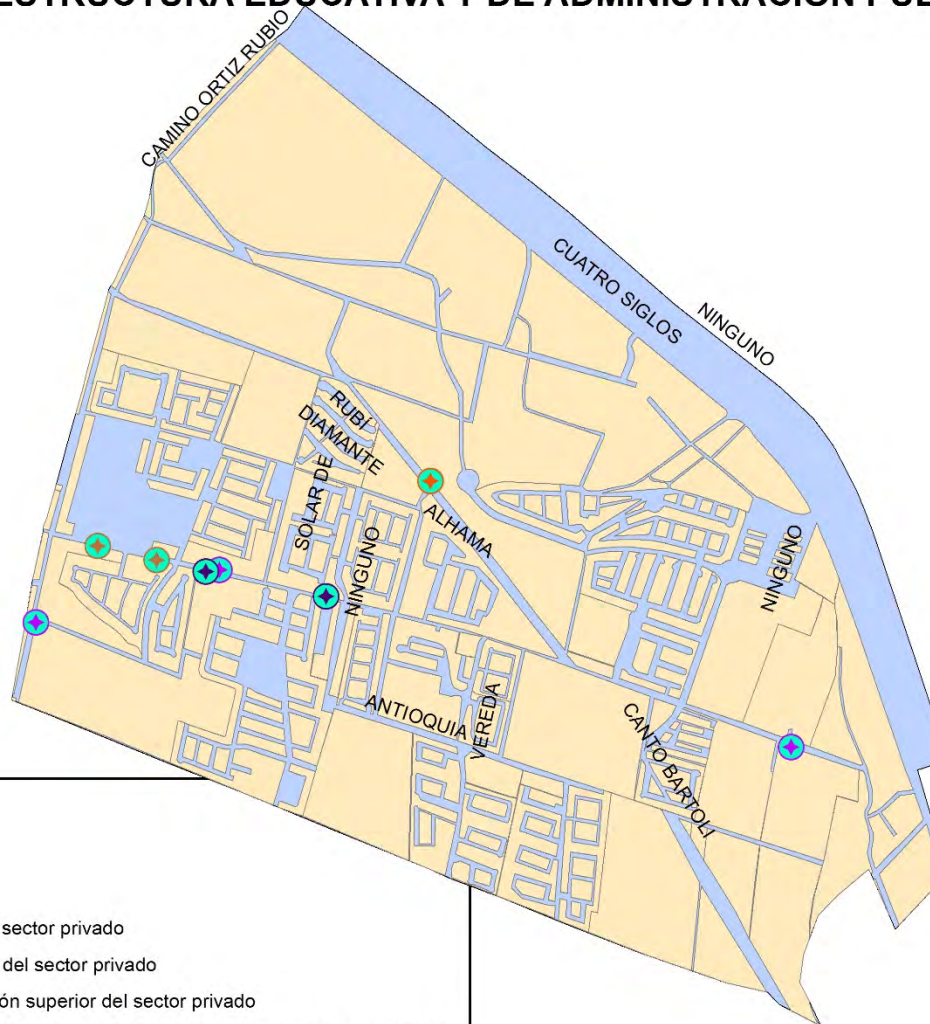 ESTRUCTURA EDUCATIVA Y DE ADMINISTRACIÓN
CAMINO ORTIZ RUBIO
CUATRO SIGLOS
NINGUNO
RUBÍ
DIAMANTE
SOLAR DE
NINGUNO
ALHAMA
NINGUNO
ANTIOQUIA
VEREDA
CANTO BARTOLI
sector privado
del sector privado
ón superior del sector privado